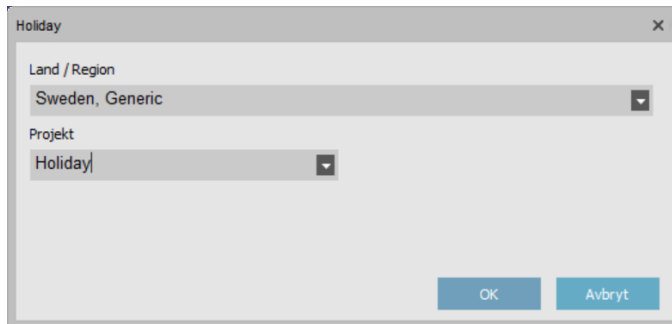 Holiday
Land / Region
Sweden, Generic
Projekt
Holiday
OK
Avbryt